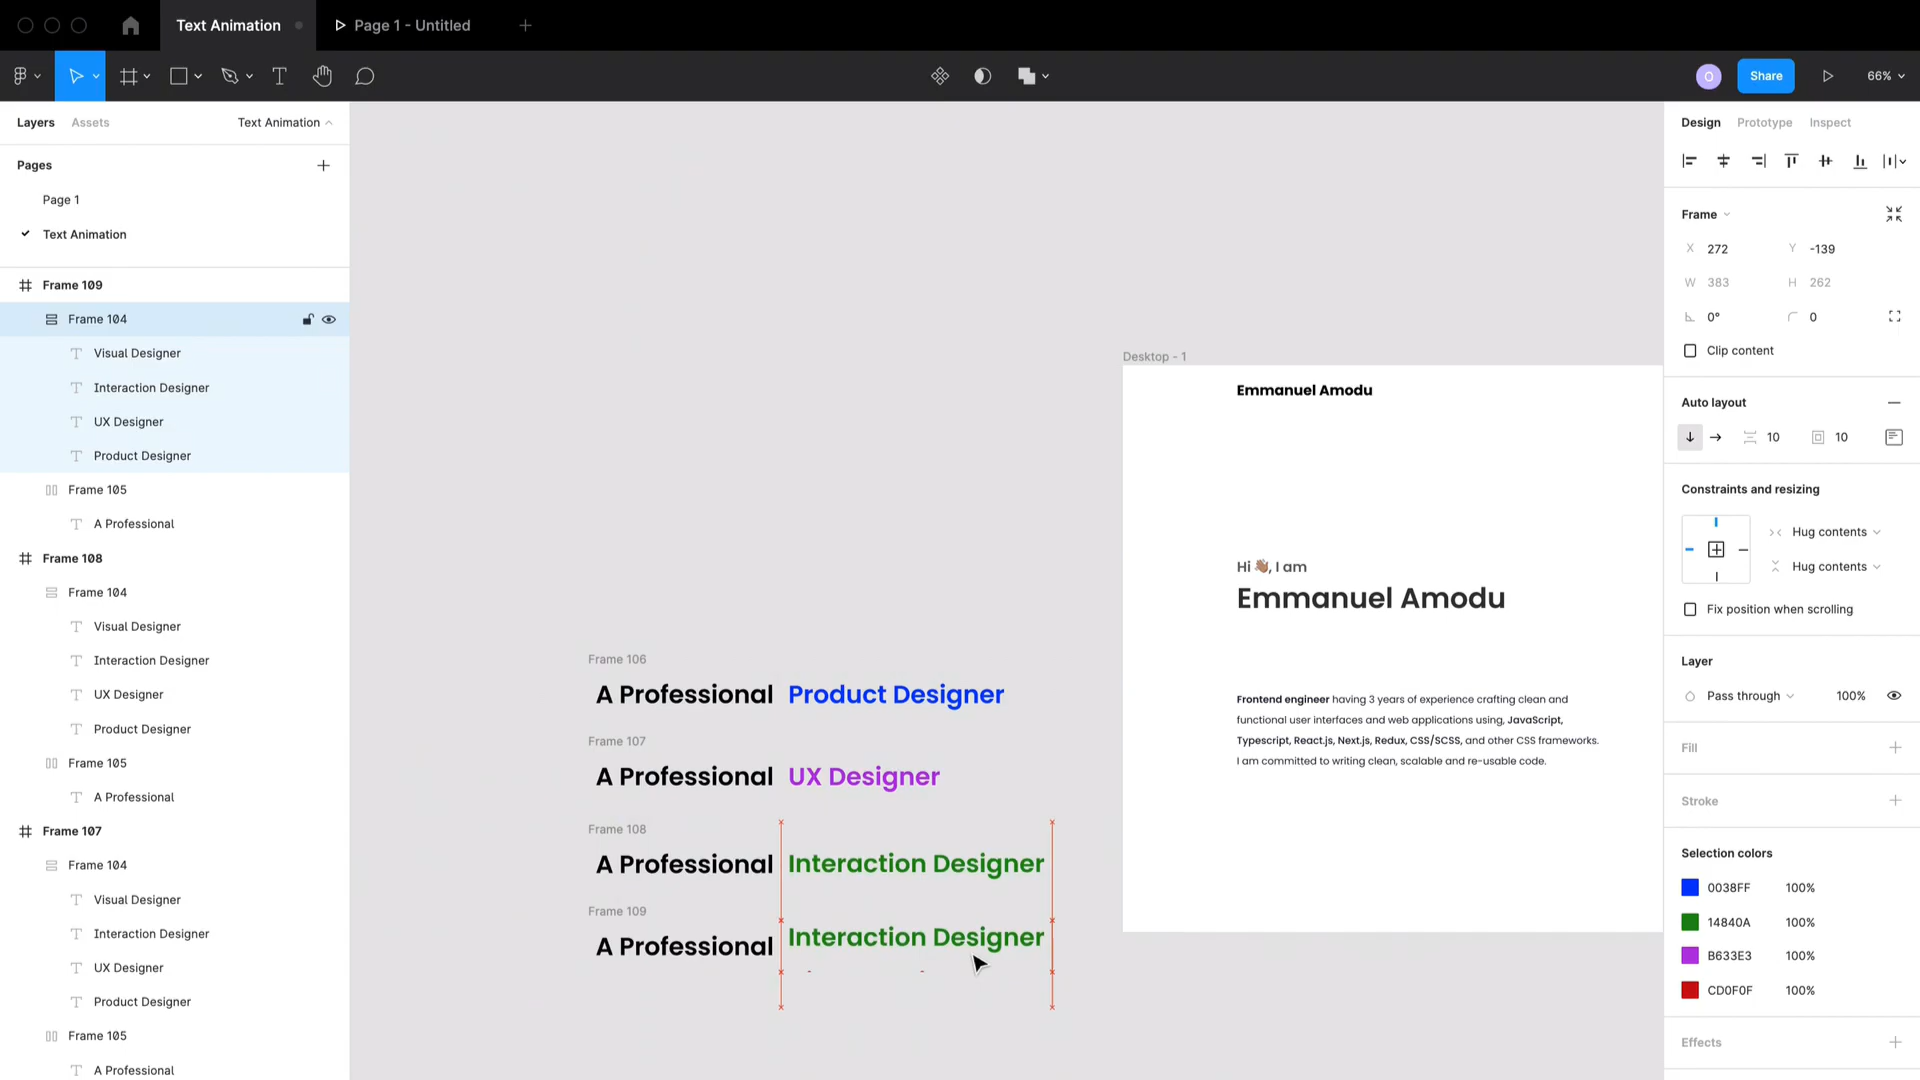 Text Animation
Page 1 - Untitled
O
Share
66%
Layers
Assets
Text Animation
Pages
Page 1
Text Animation
Frame 109
Frame 104
Visual Designer
Interaction Designer
UX Designer
Product Designer
Frame 105
A Professional
Frame 108
Frame 104
Visual Designer
Interaction Designer
UX Designer
Product Designer
Frame 105
A Professional
Frame 107
Frame 104
Visual Designer
Interaction Designer
UX Designer
Product Designer
Frame 105
A Professional
Frame 106
A Professional Product Designer
Frame 107
A Professional UX Designer
Frame 108
A Professional Interaction Designer
Frame 109
A Professional Interaction Designer
Desktop - 1
Emmanuel Amodu
Hi 👋🏽, I am
Emmanuel Amodu
Frontend engineer having 3 years of experience crafting clean and
functional user interfaces and web applications using, JavaScript,
Typescript, React.js, Next.js, Redux, CSS/SCSS, and other CSS frameworks.
I am committed to writing clean, scalable and re-usable code.
Design
Prototype
Inspect
Frame
X 272 Y -139
W 383 H 262
0° 0
Clip content
Auto layout
10 10
Constraints and resizing
Hug contents
Hug contents
Fix position when scrolling
Layer
Pass through 100%
Fill
Stroke
Selection colors
0038FF 100%
14840A 100%
B633E3 100%
CD0F0F 100%
Effects